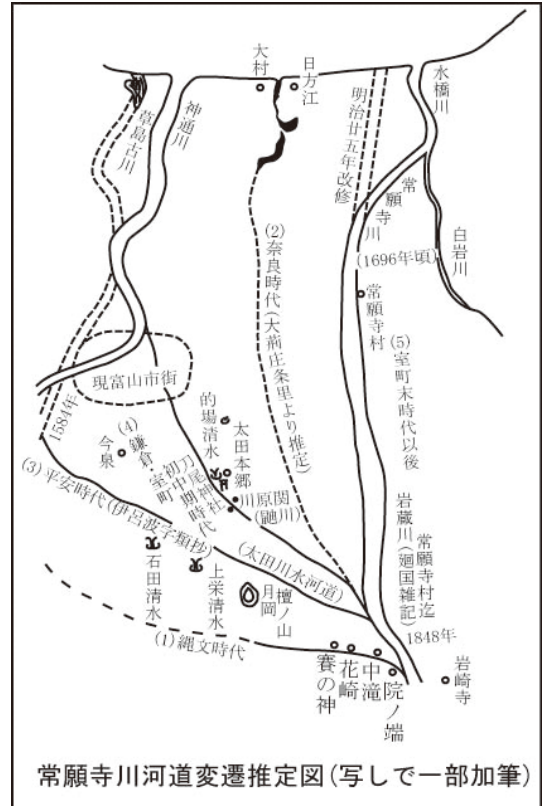 水橋川
日方江
大村
神通川
草島古川
明治廿五年改修
常願寺川
白岩川
(1696年頃)
常願寺村
(2)奈良時代(大荊庄条里より推定)
(5)室町末時代以後
現富山市街
1584年
的場清水
太田本郷
(4)鎌倉
室町
初中期時代
刀尾神社
今泉
川原関
(鼬川)
(3)平安時代(伊呂波字類抄)
(太田川水河道)
岩蔵川(廻国雑記)
常願寺村迄
1848年
石田清水
上栄清水
月岡
檀ノ山
(1)縄文時代
賽の神
花崎
中滝
院ノ端
岩崎寺
常願寺川河道変遷推定図(写しで一部加筆)